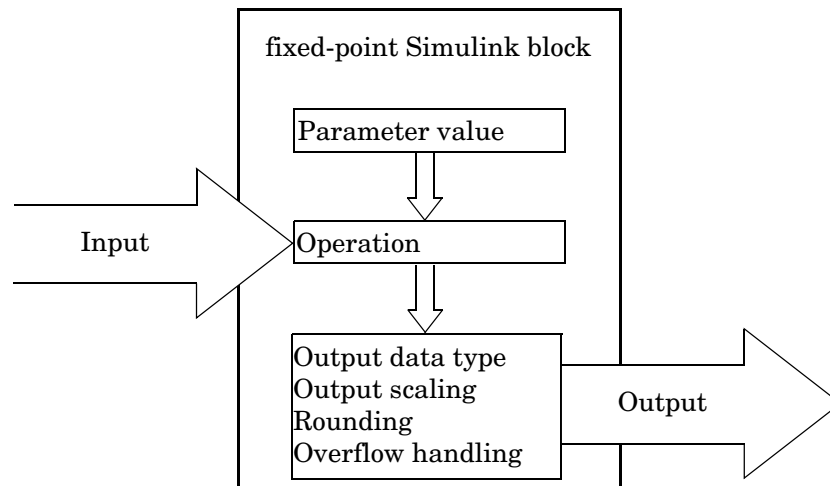 fixed-point Simulink block
Parameter value
Input
Operation
Output data type
Output scaling
Rounding
Overflow handling
Output